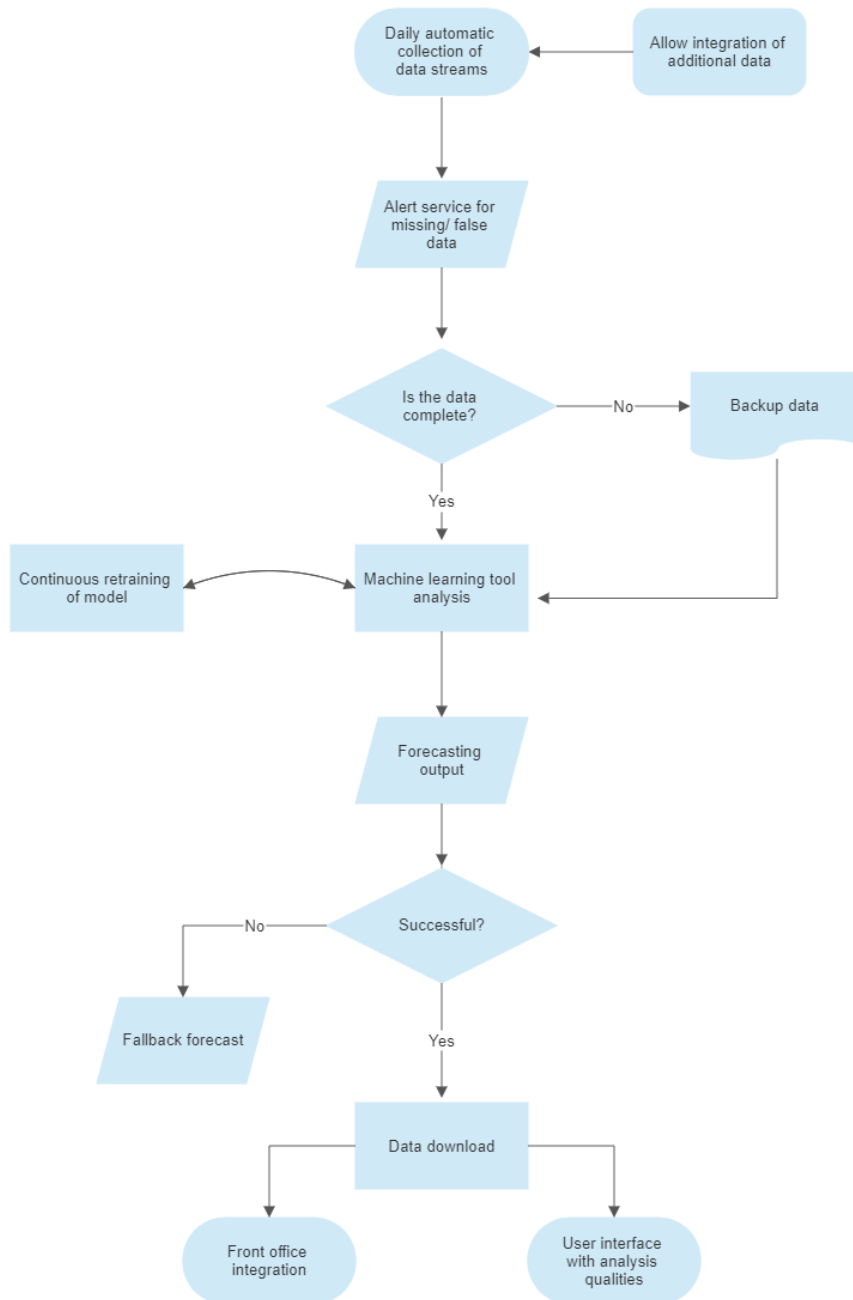 Daily automatic
collection of
data streams
Allow integration of
additional data
Alert service for
missing/ false
data
Is the data
complete?
No
Backup data
Yes
Continuous retraining
of model
Machine learning tool
analysis
Forecasting
output
Successful?
No
Fallback forecast
Yes
Data download
Front office
integration
User interface
with analysis
qualities